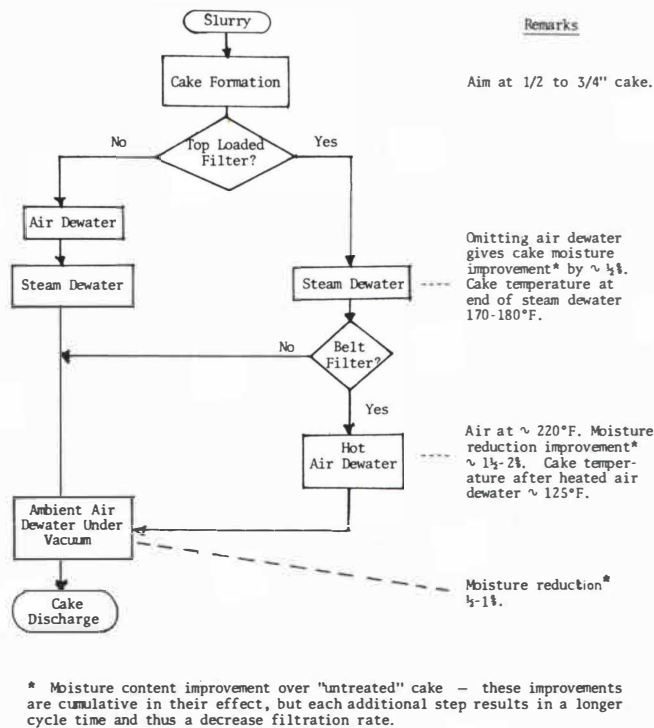 Slurry
Remarks
Cake Formation
Aim at 1/2 to 3/4" cake.
Top Loaded
Filter?
No
Yes
Air Dewater
Steam Dewater
Steam Dewater
Omitting air dewater
gives cake moisture
improvement* by ~ ½%.
Cake temperature at
end of steam dewater
170-180°F.
Belt
Filter?
No
Yes
Hot
Air Dewater
Air at ~ 220°F. Moisture
reduction improvement*
~ 1½-2%. Cake temper-
ature after heated air
dewater ~ 125°F.
Ambient Air
Dewater Under
Vacuum
Moisture reduction*
½-1%.
Cake
Discharge
* Moisture content improvement over "untreated" cake — these improvements
are cumulative in their effect, but each additional step results in a longer
cycle time and thus a decrease filtration rate.